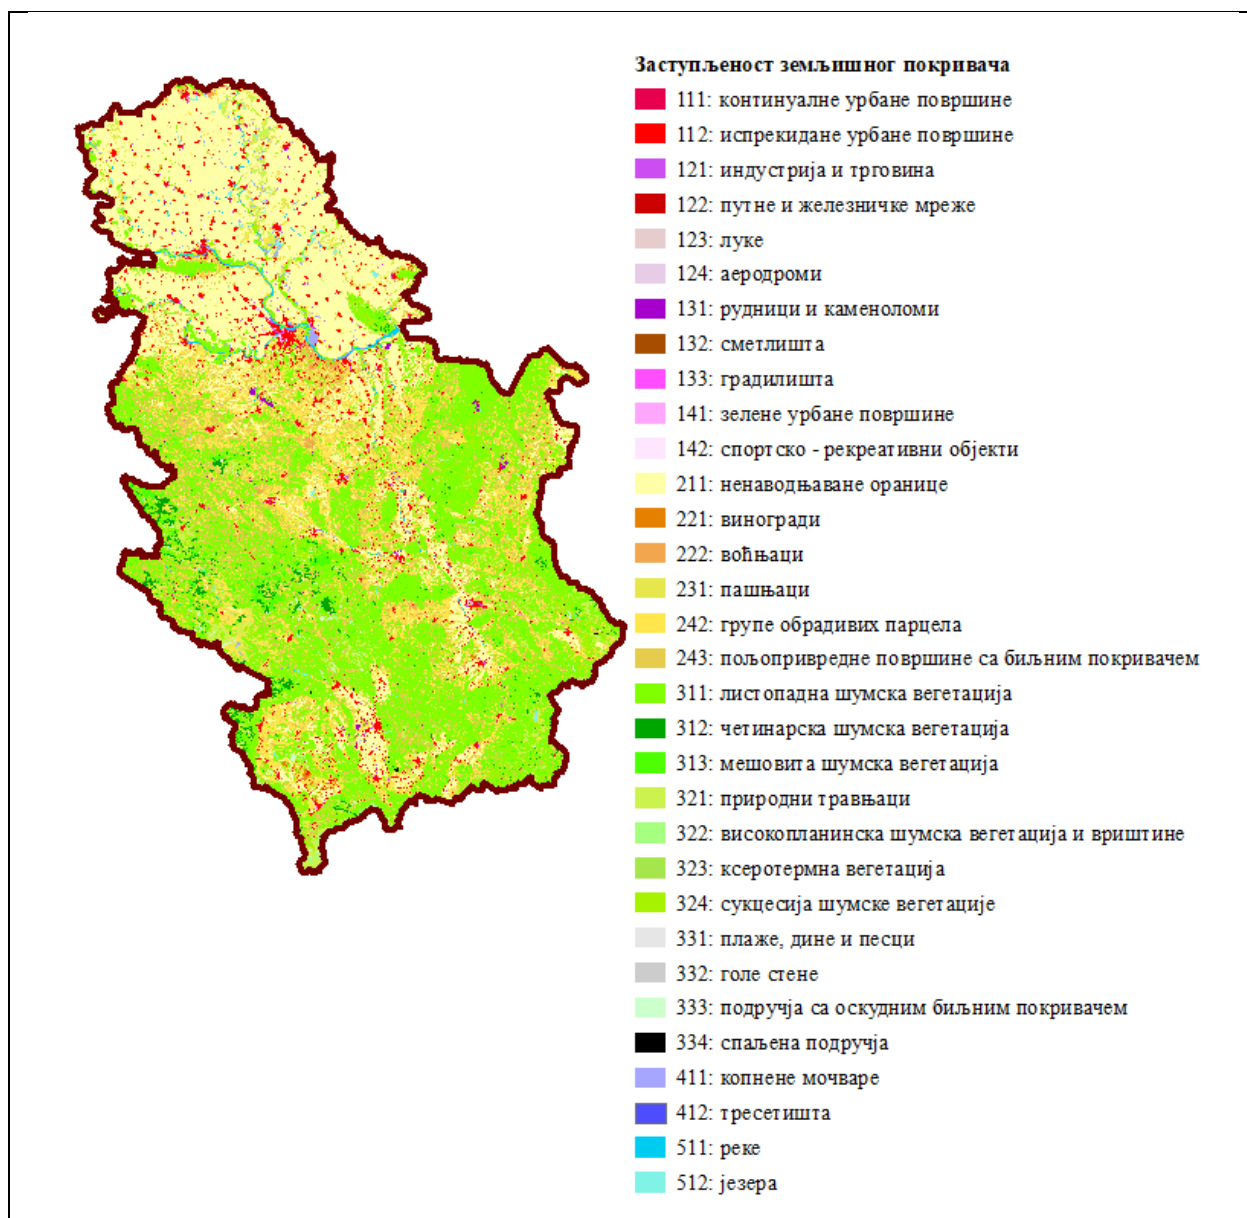 Заступљеност земљишног покривача
111: континуалне урбане површине
112: испрекидане урбане површине
121: индустрија и трговина
122: путне и железничке мреже
123: луке
124: аеродроми
131: рудници и каменоломи
132: сметлишта
133: градилишта
141: зелене урбане површине
142: спортско - рекреативни објекти
211: ненаводњаване оранице
221: виногради
222: воћњаци
231: пашњаци
242: групе обрадивих парцела
243: пољопривредне површине са биљним покривачем
311: листопадна шумска вегетација
312: четинарска шумска вегетација
313: мешовита шумска вегетација
321: природни травњаци
322: високопланинска шумска вегетација и вриштине
323: ксеротермна вегетација
324: сукцесија шумске вегетације
331: плаже, дине и песци
332: голе стене
333: подручја са оскудним биљним покривачем
334: спаљена подручја
411: копнене мочваре
412: тресетишта
511: реке
512: језера